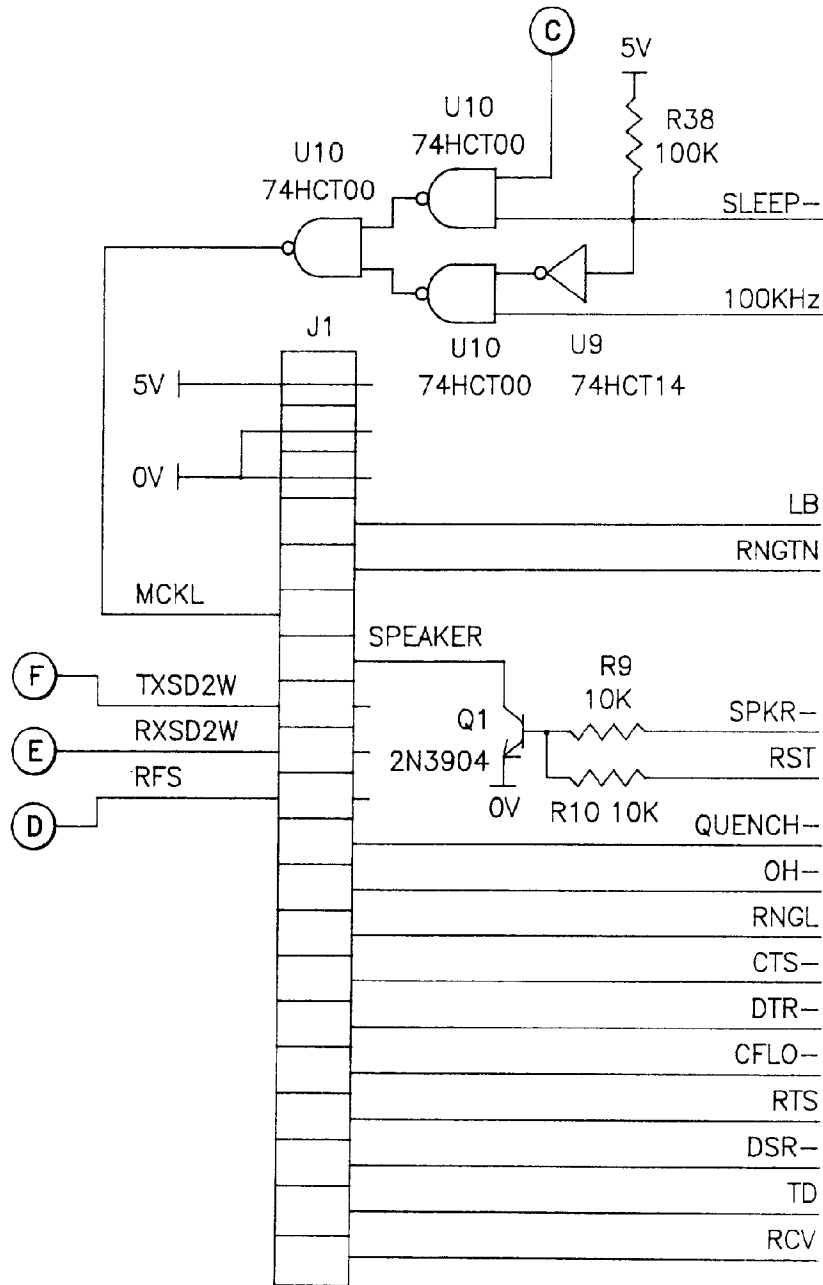 C
5V
U10
74HCT00
R38
100K
U10
74HCT00
SLEEP-
100KHz
J1
U10
74HCT00
U9
74HCT14
5V
0V
LB
RNGTN
MCKL
SPEAKER
F
TXSD2W
R9
10K
Q1
SPKR-
E
RXSD2W
2N3904
RST
RFS
0V
R10 10K
D
QUENCH-
OH-
RNGL
CTS-
DTR-
CFLO-
RTS
DSR-
TD
RCV